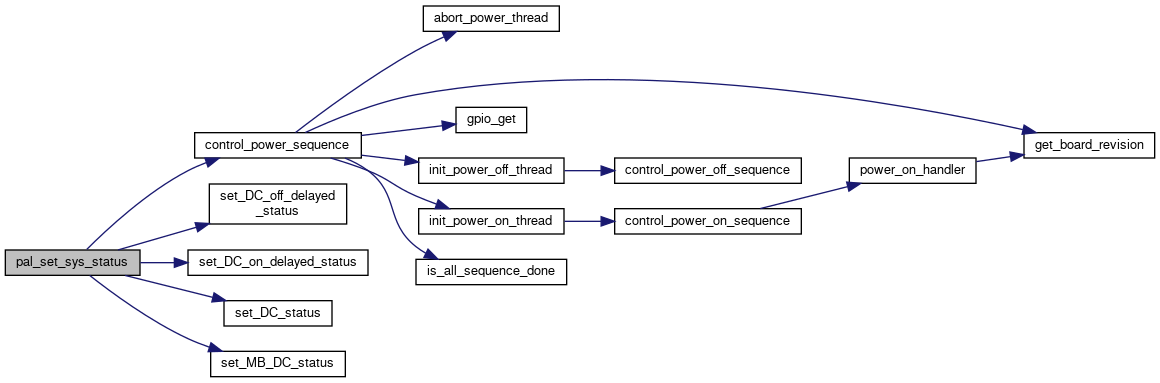 abort_power_thread
control_power_sequence
gpio_get
get_board_revision
init_power_off_thread
control_power_off_sequence
power_on_handler
set_DC_off_delayed
_status
init_power_on_thread
control_power_on_sequence
pal_set_sys_status
set_DC_on_delayed_status
is_all_sequence_done
set_DC_status
set_MB_DC_status